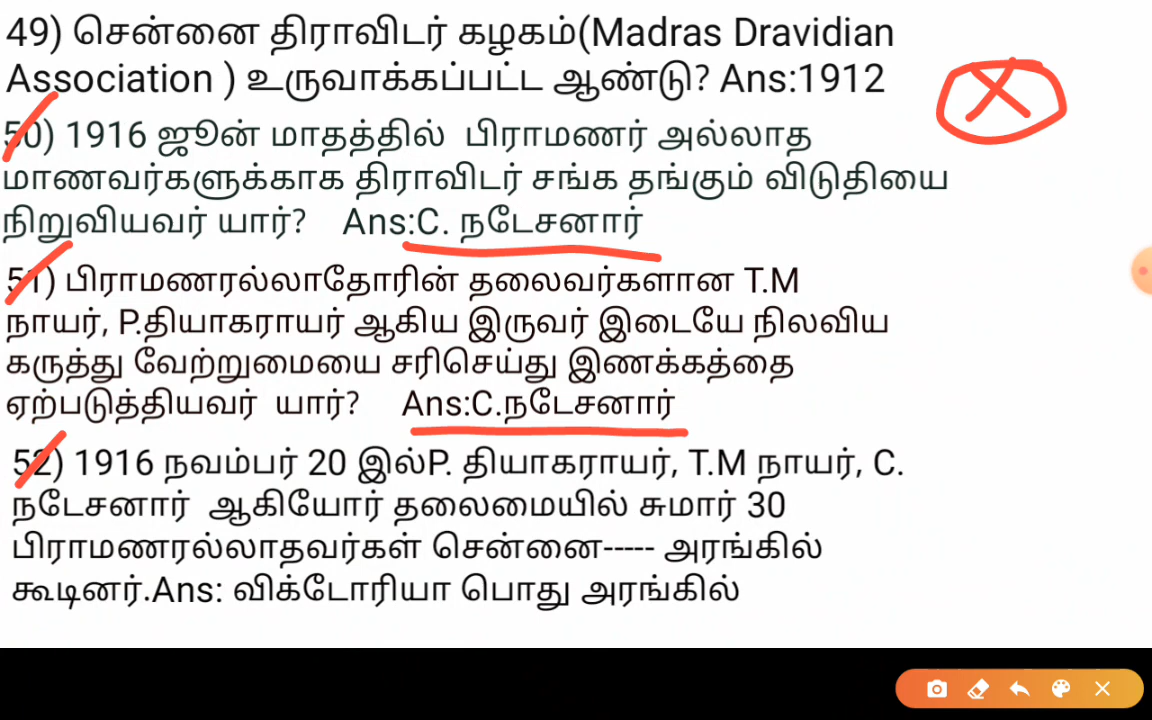 49) சென்னை திராவிடர் கழகம்(Madras Dravidian
Association ) உருவாக்கப்பட்ட ஆண்டு? Ans:1912
50) 1916 ஜூன் மாதத்தில் பிராமணர் அல்லாத
மாணவர்களுக்காக திராவிடர் சங்க தங்கும் விடுதியை
நிறுவியவர் யார்? Ans:C. நடேசனார்
51) பிராமணரல்லாதோரின் தலைவர்களான T.M
நாயர், P.தியாகராயர் ஆகிய இருவர் இடையே நிலவிய
கருத்து வேற்றுமையை சரிசெய்து இணக்கத்தை
ஏற்படுத்தியவர் யார்? Ans:C.நடேசனார்
52) 1916 நவம்பர் 20 இல்P. தியாகராயர், T.M நாயர், C.
நடேசனார் ஆகியோர் தலைமையில் சுமார் 30
பிராமணரல்லாதவர்கள் சென்னை----- அரங்கில்
கூடினர்.Ans: விக்டோரியா பொது அரங்கில்